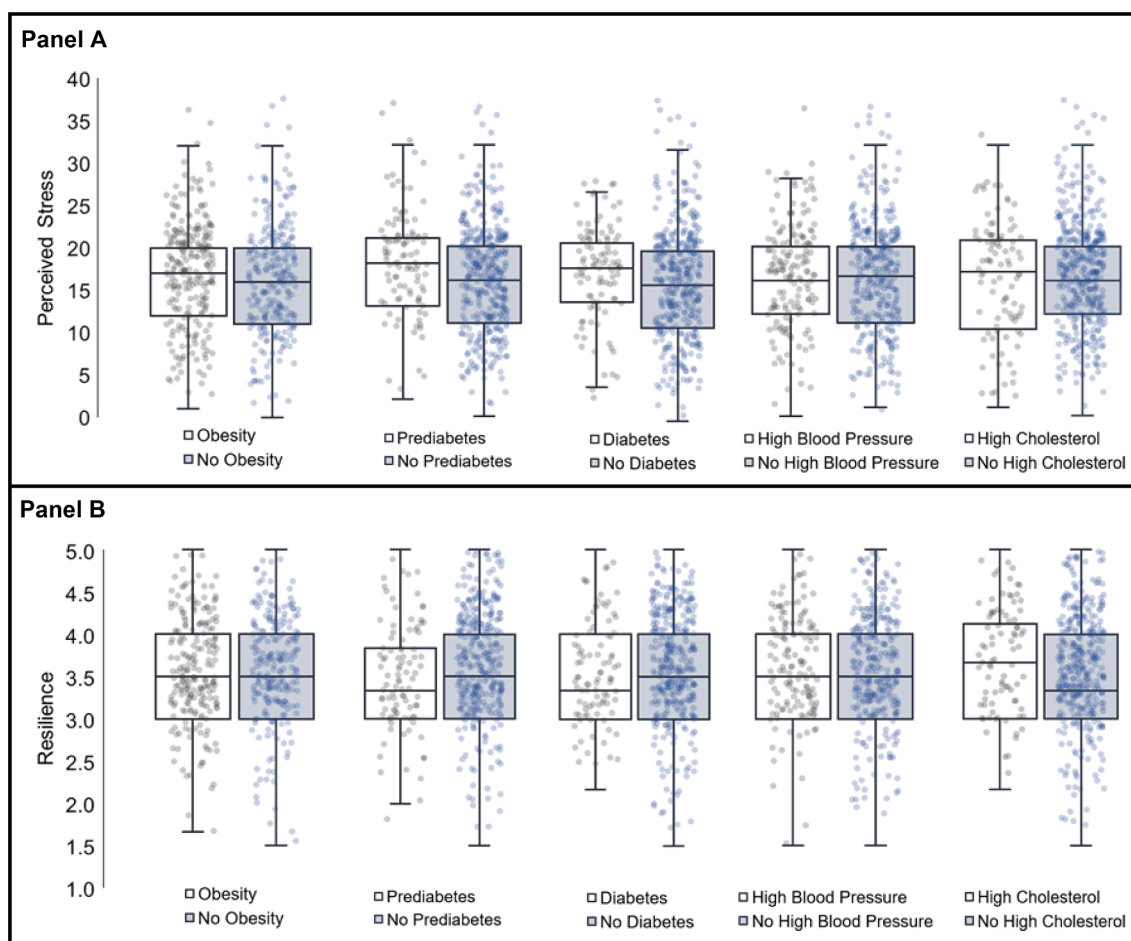 Panel A
Perceived Stress
40
35
30
25
20
15
10
5
0
Obesity
No Obesity
Prediabetes
No Prediabetes
Diabetes
No Diabetes
High Blood Pressure
No High Blood Pressure
High Cholesterol
No High Cholesterol
Panel B
Resilience
5.0
4.5
4.0
3.5
3.0
2.5
2.0
1.5
1.0
Obesity
No Obesity
Prediabetes
No Prediabetes
Diabetes
No Diabetes
High Blood Pressure
No High Blood Pressure
High Cholesterol
No High Cholesterol